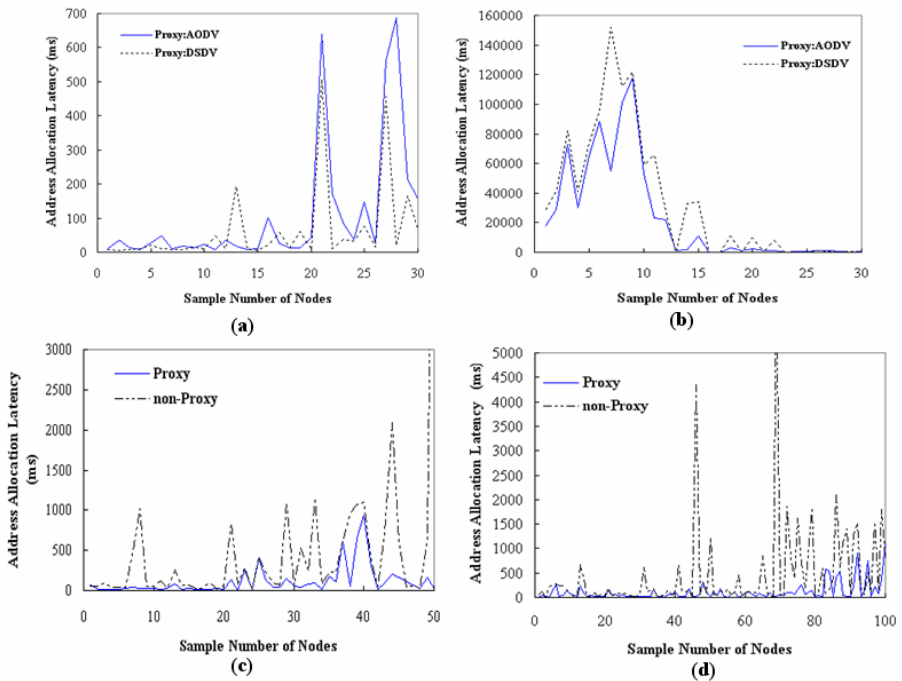 700
600
500
400
300
200
100
0
Address Allocation Latency (ms)
Proxy:AODV
Proxy:DSDV
0 5 10 15 20 25 30
Sample Number of Nodes
(a)
160000
140000
120000
100000
80000
60000
40000
20000
0
Address Allocation Latency (ms)
Proxy:AODV
Proxy:DSDV
0 5 10 15 20 25 30
Sample Number of Nodes
(b)
3000
2500
2000
1500
1000
500
0
Address Allocation Latency
(ms)
Proxy
non-Proxy
0 10 20 30 40 50
Sample Number of Nodes
(c)
5000
4500
4000
3500
3000
2500
2000
1500
1000
500
0
Address Allocation Latency (ms)
Proxy
non-Proxy
0 20 40 60 80 100
Sample Number of Nodes
(d)